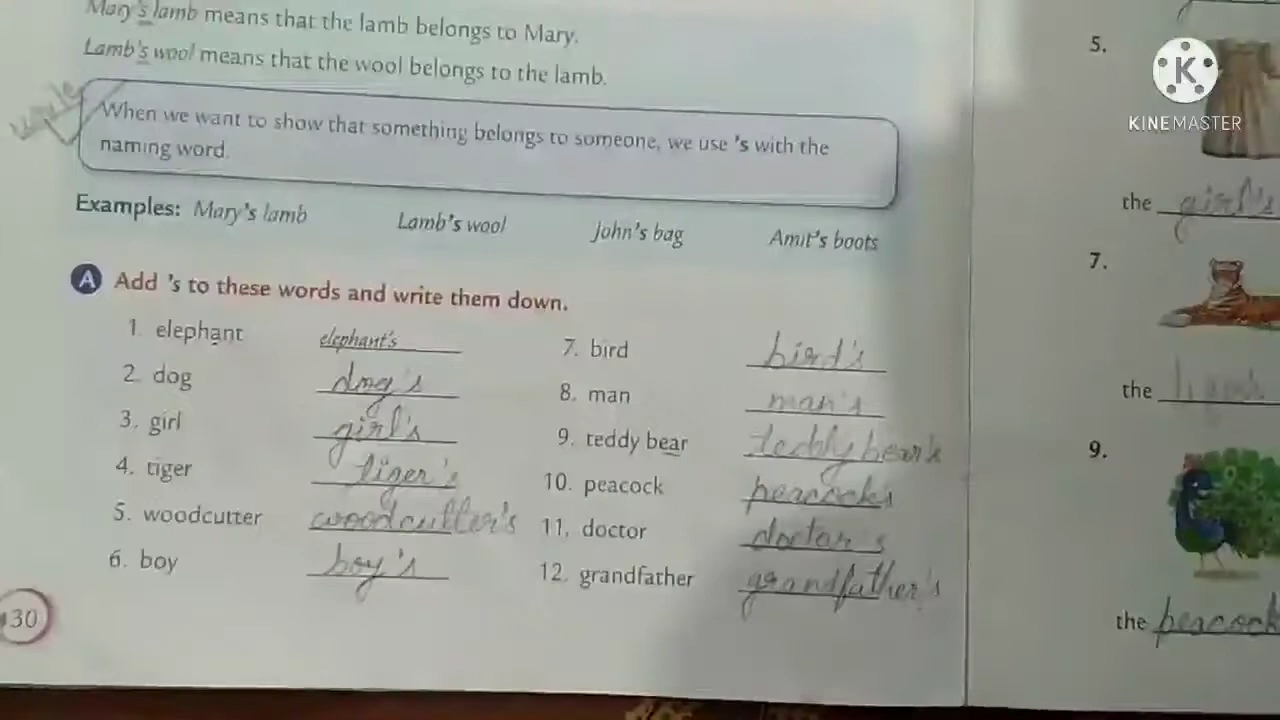 Mary's lamb means that the lamb belongs to Mary.
Lamb's wool means that the wool belongs to the lamb.
When we want to show that something belongs to someone, we use 's with the
naming word.
Examples: Mary's lamb Lamb's wool John's bag Amit's boots
A Add 's to these words and write them down.
1. elephant elephant's
2. dog dog's
3. girl girl's
4. tiger tiger's
5. woodcutter woodcutter's
6. boy boy's
7. bird bird's
8. man man's
9. teddy bear teddy bear's
10. peacock peacock's
11. doctor doctor's
12. grandfather grandfather's
30
5.
KINEMASTER
the girl's
7.
the
9.
the peacock